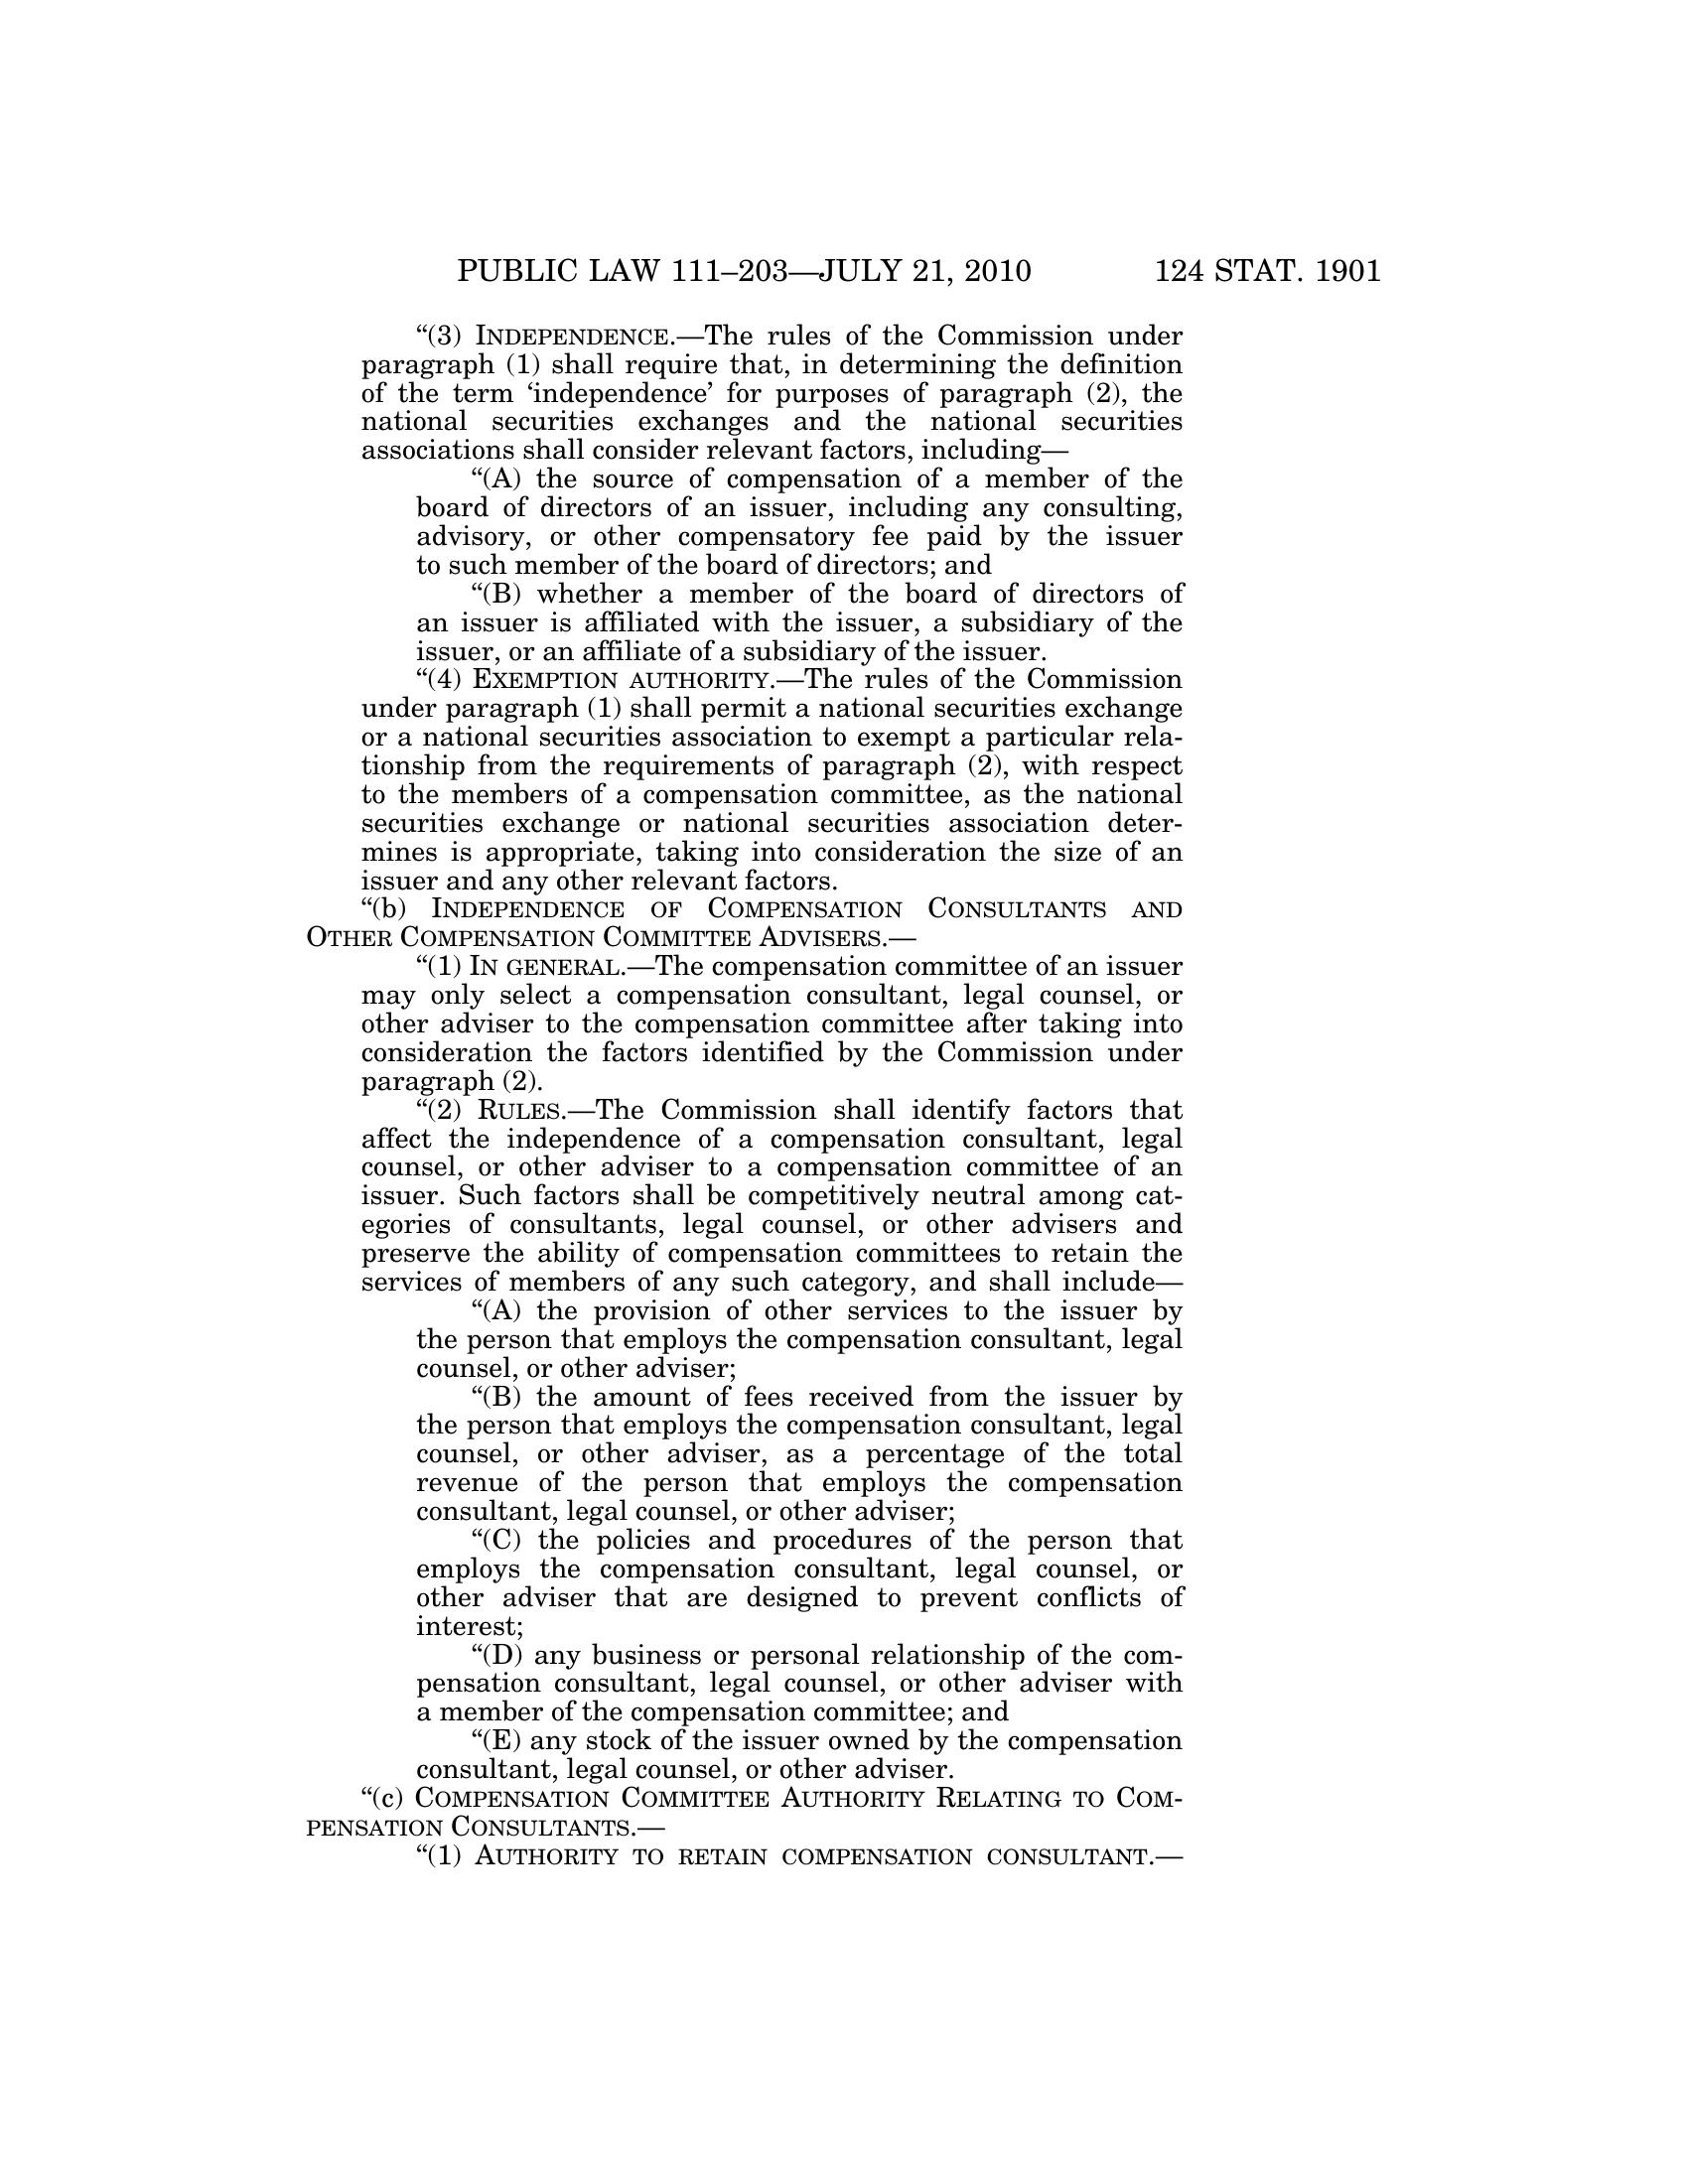 PUBLIC LAW 111–203—JULY 21, 2010 124 STAT. 1901
“(3) INDEPENDENCE.—The rules of the Commission under
paragraph (1) shall require that, in determining the definition
of the term ‘independence’ for purposes of paragraph (2), the
national securities exchanges and the national securities
associations shall consider relevant factors, including—
“(A) the source of compensation of a member of the
board of directors of an issuer, including any consulting,
advisory, or other compensatory fee paid by the issuer
to such member of the board of directors; and
“(B) whether a member of the board of directors of
an issuer is affiliated with the issuer, a subsidiary of the
issuer, or an affiliate of a subsidiary of the issuer.
“(4) EXEMPTION AUTHORITY.—The rules of the Commission
under paragraph (1) shall permit a national securities exchange
or a national securities association to exempt a particular rela-
tionship from the requirements of paragraph (2), with respect
to the members of a compensation committee, as the national
securities exchange or national securities association deter-
mines is appropriate, taking into consideration the size of an
issuer and any other relevant factors.
“(b) INDEPENDENCE OF COMPENSATION CONSULTANTS AND
OTHER COMPENSATION COMMITTEE ADVISERS.—
“(1) IN GENERAL.—The compensation committee of an issuer
may only select a compensation consultant, legal counsel, or
other adviser to the compensation committee after taking into
consideration the factors identified by the Commission under
paragraph (2).
“(2) RULES.—The Commission shall identify factors that
affect the independence of a compensation consultant, legal
counsel, or other adviser to a compensation committee of an
issuer. Such factors shall be competitively neutral among cat-
egories of consultants, legal counsel, or other advisers and
preserve the ability of compensation committees to retain the
services of members of any such category, and shall include—
“(A) the provision of other services to the issuer by
the person that employs the compensation consultant, legal
counsel, or other adviser;
“(B) the amount of fees received from the issuer by
the person that employs the compensation consultant, legal
counsel, or other adviser, as a percentage of the total
revenue of the person that employs the compensation
consultant, legal counsel, or other adviser;
“(C) the policies and procedures of the person that
employs the compensation consultant, legal counsel, or
other adviser that are designed to prevent conflicts of
interest;
“(D) any business or personal relationship of the com-
pensation consultant, legal counsel, or other adviser with
a member of the compensation committee; and
“(E) any stock of the issuer owned by the compensation
consultant, legal counsel, or other adviser.
“(c) COMPENSATION COMMITTEE AUTHORITY RELATING TO COM-
PENSATION CONSULTANTS.—
“(1) AUTHORITY TO RETAIN COMPENSATION CONSULTANT.—